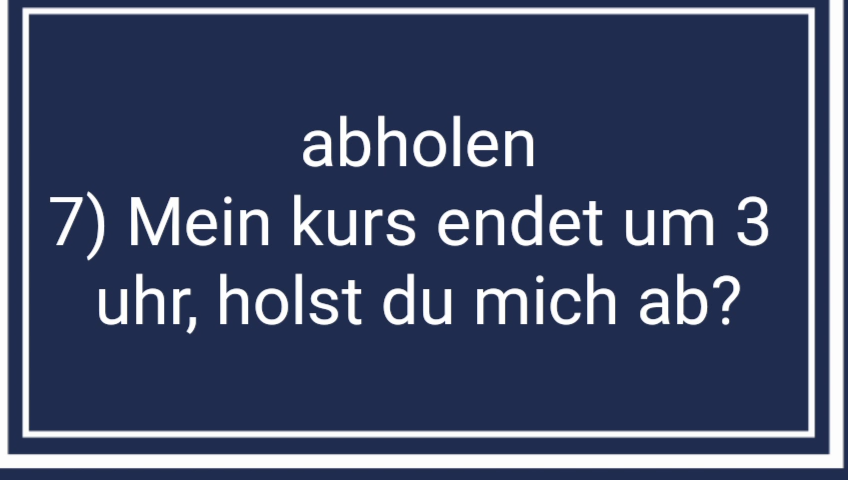 abholen
7) Mein kurs endet um 3
uhr, holst du mich ab?